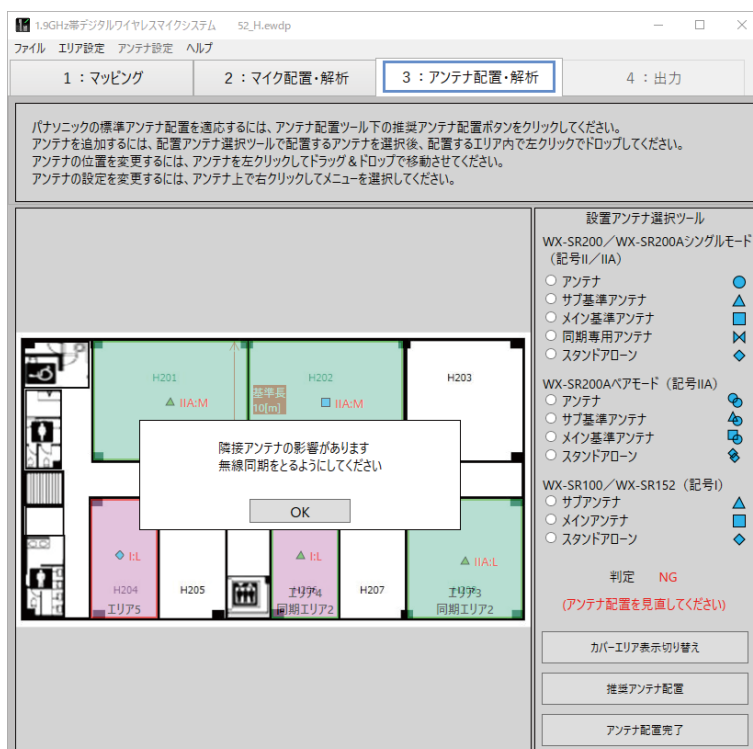 1.9GHz帯デジタルワイヤレスマイクシステム 52_H.ewdp
ファイル エリア設定 アンテナ設定 ヘルプ
1：マッピング 2：マイク配置・解析 3：アンテナ配置・解析 4：出力
パナソニックの標準アンテナ配置を適応するには、アンテナ配置ツール下の推奨アンテナ配置ボタンをクリックしてください。
アンテナを追加するには、配置アンテナ選択ツールで配置するアンテナを選択後、配置するエリア内で左クリックでドロップしてください。
アンテナの位置を変更するには、アンテナを左クリックしてドラッグ＆ドロップで移動させてください。
アンテナの設定を変更するには、アンテナ上で右クリックしてメニューを選択してください。
H201 H202 H203
基準長
10[m]
IIA:M IIA:M
隣接アンテナの影響があります
無線同期をとるようにしてください
OK
I:L I:L IIA:L
H204 H205 H207
エリア5 エリア4 エリア3
同期エリア2 同期エリア2
設置アンテナ選択ツール
WX-SR200／WX-SR200Aシングルモード
（記号II／IIA）
アンテナ
サブ基準アンテナ
メイン基準アンテナ
同期専用アンテナ
スタンドアローン
WX-SR200Aペアモード（記号IIA）
アンテナ
サブ基準アンテナ
メイン基準アンテナ
スタンドアローン
WX-SR100／WX-SR152（記号I）
サブアンテナ
メインアンテナ
スタンドアローン
判定 NG
(アンテナ配置を見直してください)
カバーエリア表示切り替え
推奨アンテナ配置
アンテナ配置完了